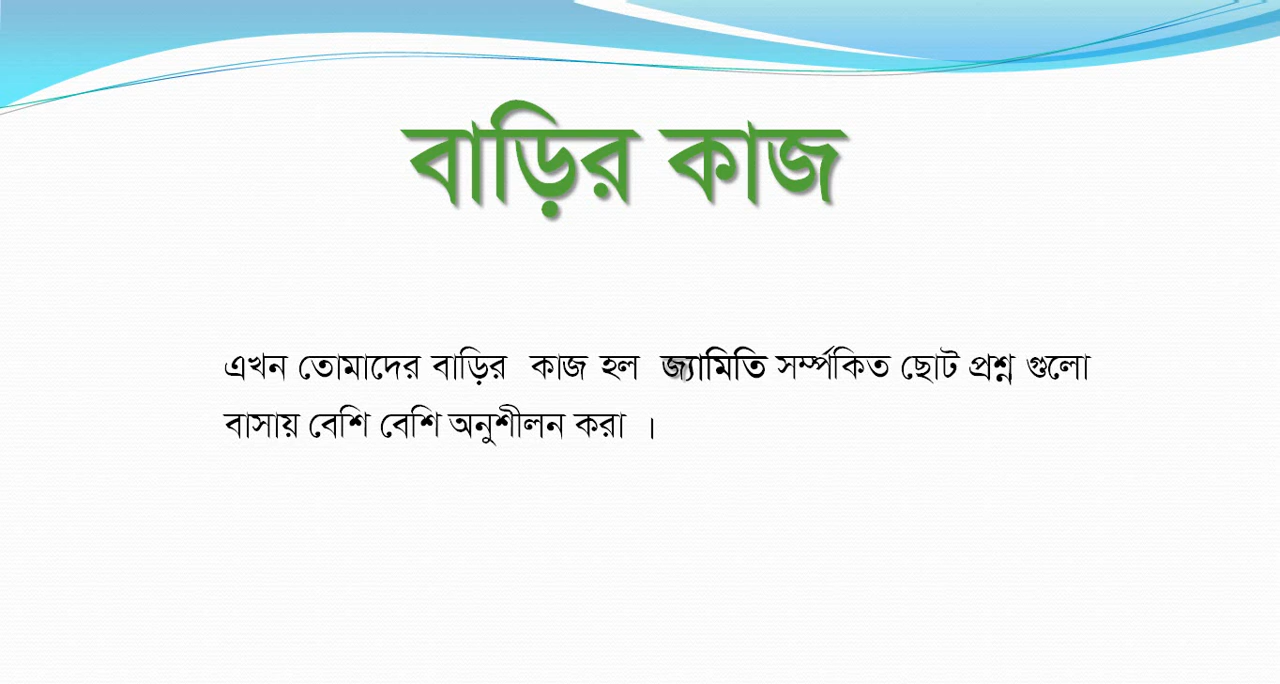 বাড়ির কাজ
এখন তোমাদের বাড়ির কাজ হল জ্যামিতি সর্ম্পকিত ছোট প্রশ্ন গুলো
বাসায় বেশি বেশি অনুশীলন করা ।